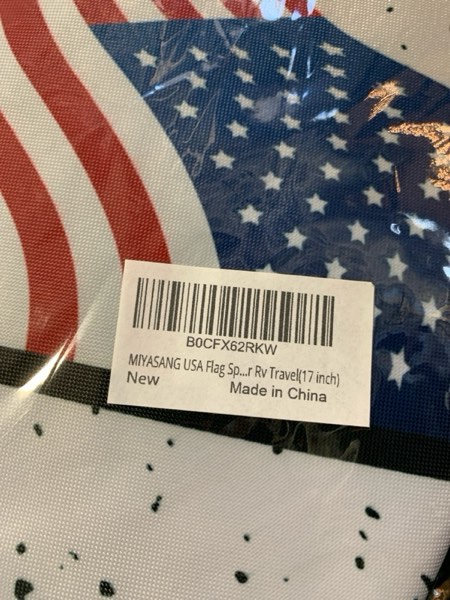 B0CFX62RKW
MIYASANG USA Flag Sp...r Rv Travel(17 inch)
New
Made in China